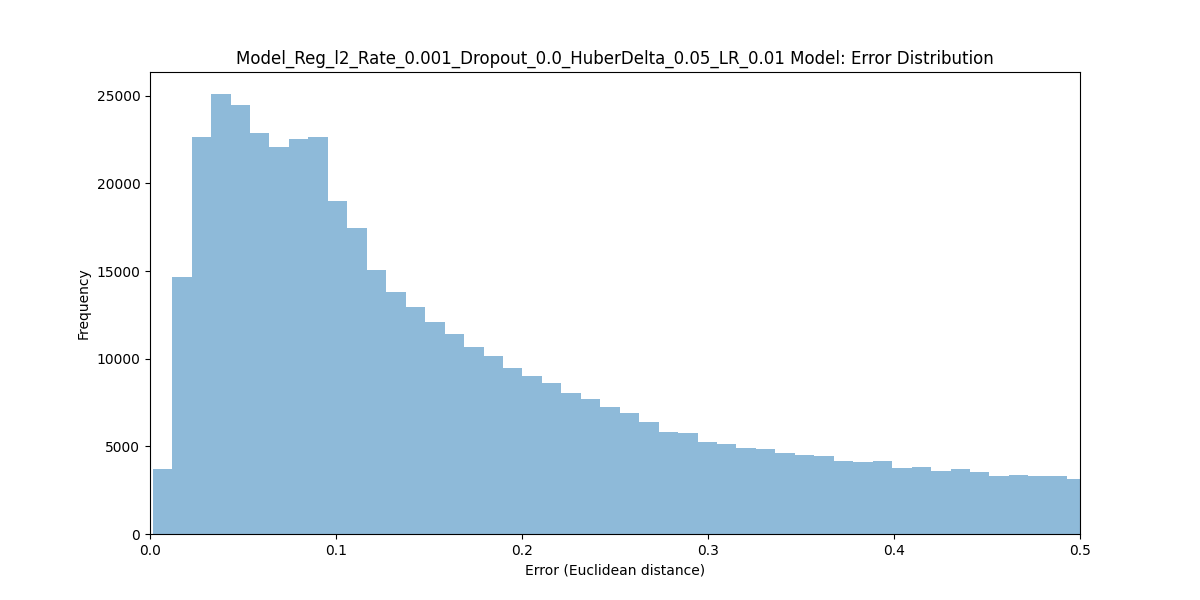 Model_Reg_l2_Rate_0.001_Dropout_0.0_HuberDelta_0.05_LR_0.01 Model: Error Distribution
25000
20000
15000
10000
5000
0
Frequency
0.0 0.1 0.2 0.3 0.4 0.5
Error (Euclidean distance)